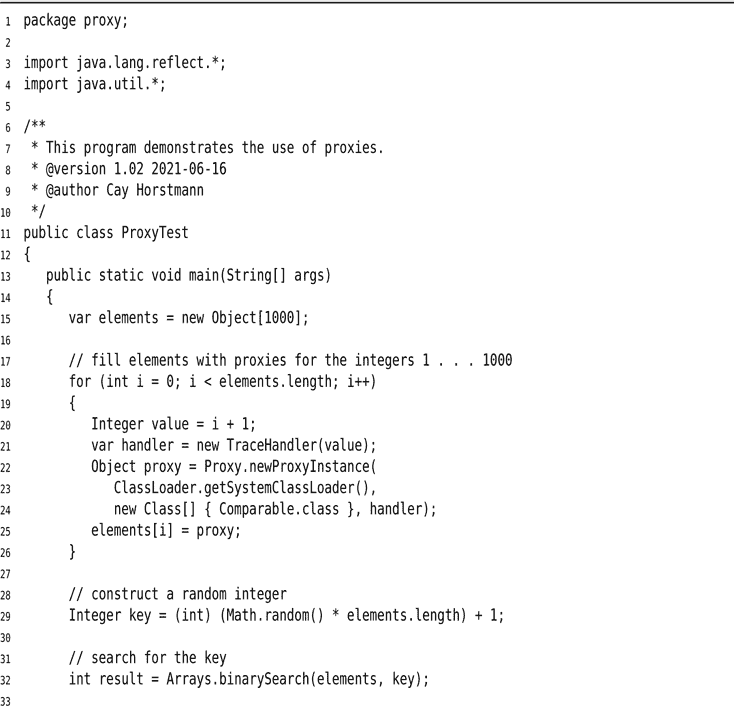 1 package proxy;
2
3 import java.lang.reflect.*;
4 import java.util.*;
5
6 /**
7  * This program demonstrates the use of proxies.
8  * @version 1.02 2021-06-16
9  * @author Cay Horstmann
10  */
11 public class ProxyTest
12 {
13    public static void main(String[] args)
14    {
15       var elements = new Object[1000];
16
17       // fill elements with proxies for the integers 1 . . . 1000
18       for (int i = 0; i < elements.length; i++)
19       {
20          Integer value = i + 1;
21          var handler = new TraceHandler(value);
22          Object proxy = Proxy.newProxyInstance(
23             ClassLoader.getSystemClassLoader(),
24             new Class[] { Comparable.class }, handler);
25          elements[i] = proxy;
26       }
27
28       // construct a random integer
29       Integer key = (int) (Math.random() * elements.length) + 1;
30
31       // search for the key
32       int result = Arrays.binarySearch(elements, key);
33